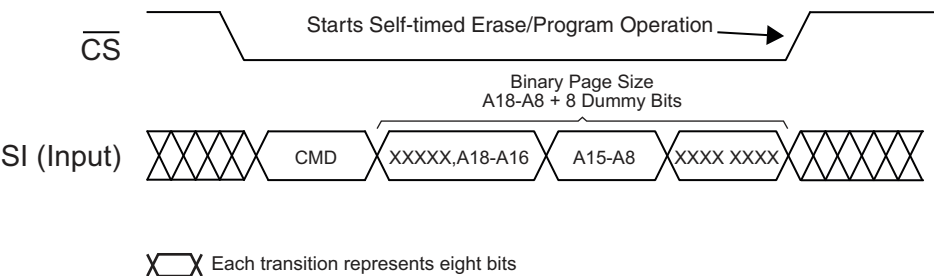 Starts Self-timed Erase/Program Operation
CS
Binary Page Size
A18-A8 + 8 Dummy Bits
SI (Input)
CMD
XXXXX,A18-A16
A15-A8
XXXX XXXX
Each transition represents eight bits